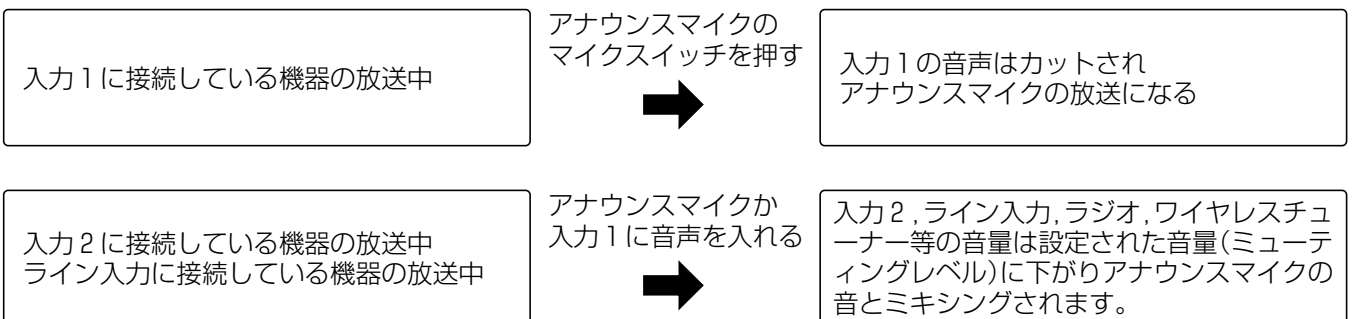 入力１に接続している機器の放送中
アナウンスマイクの
マイクスイッチを押す
入力１の音声はカットされ
アナウンスマイクの放送になる
入力２に接続している機器の放送中
ライン入力に接続している機器の放送中
アナウンスマイクか
入力１に音声を入れる
入力２,ライン入力,ラジオ,ワイヤレスチュ
ーナー等の音量は設定された音量(ミューテ
ィングレベル)に下がりアナウンスマイクの
音とミキシングされます。